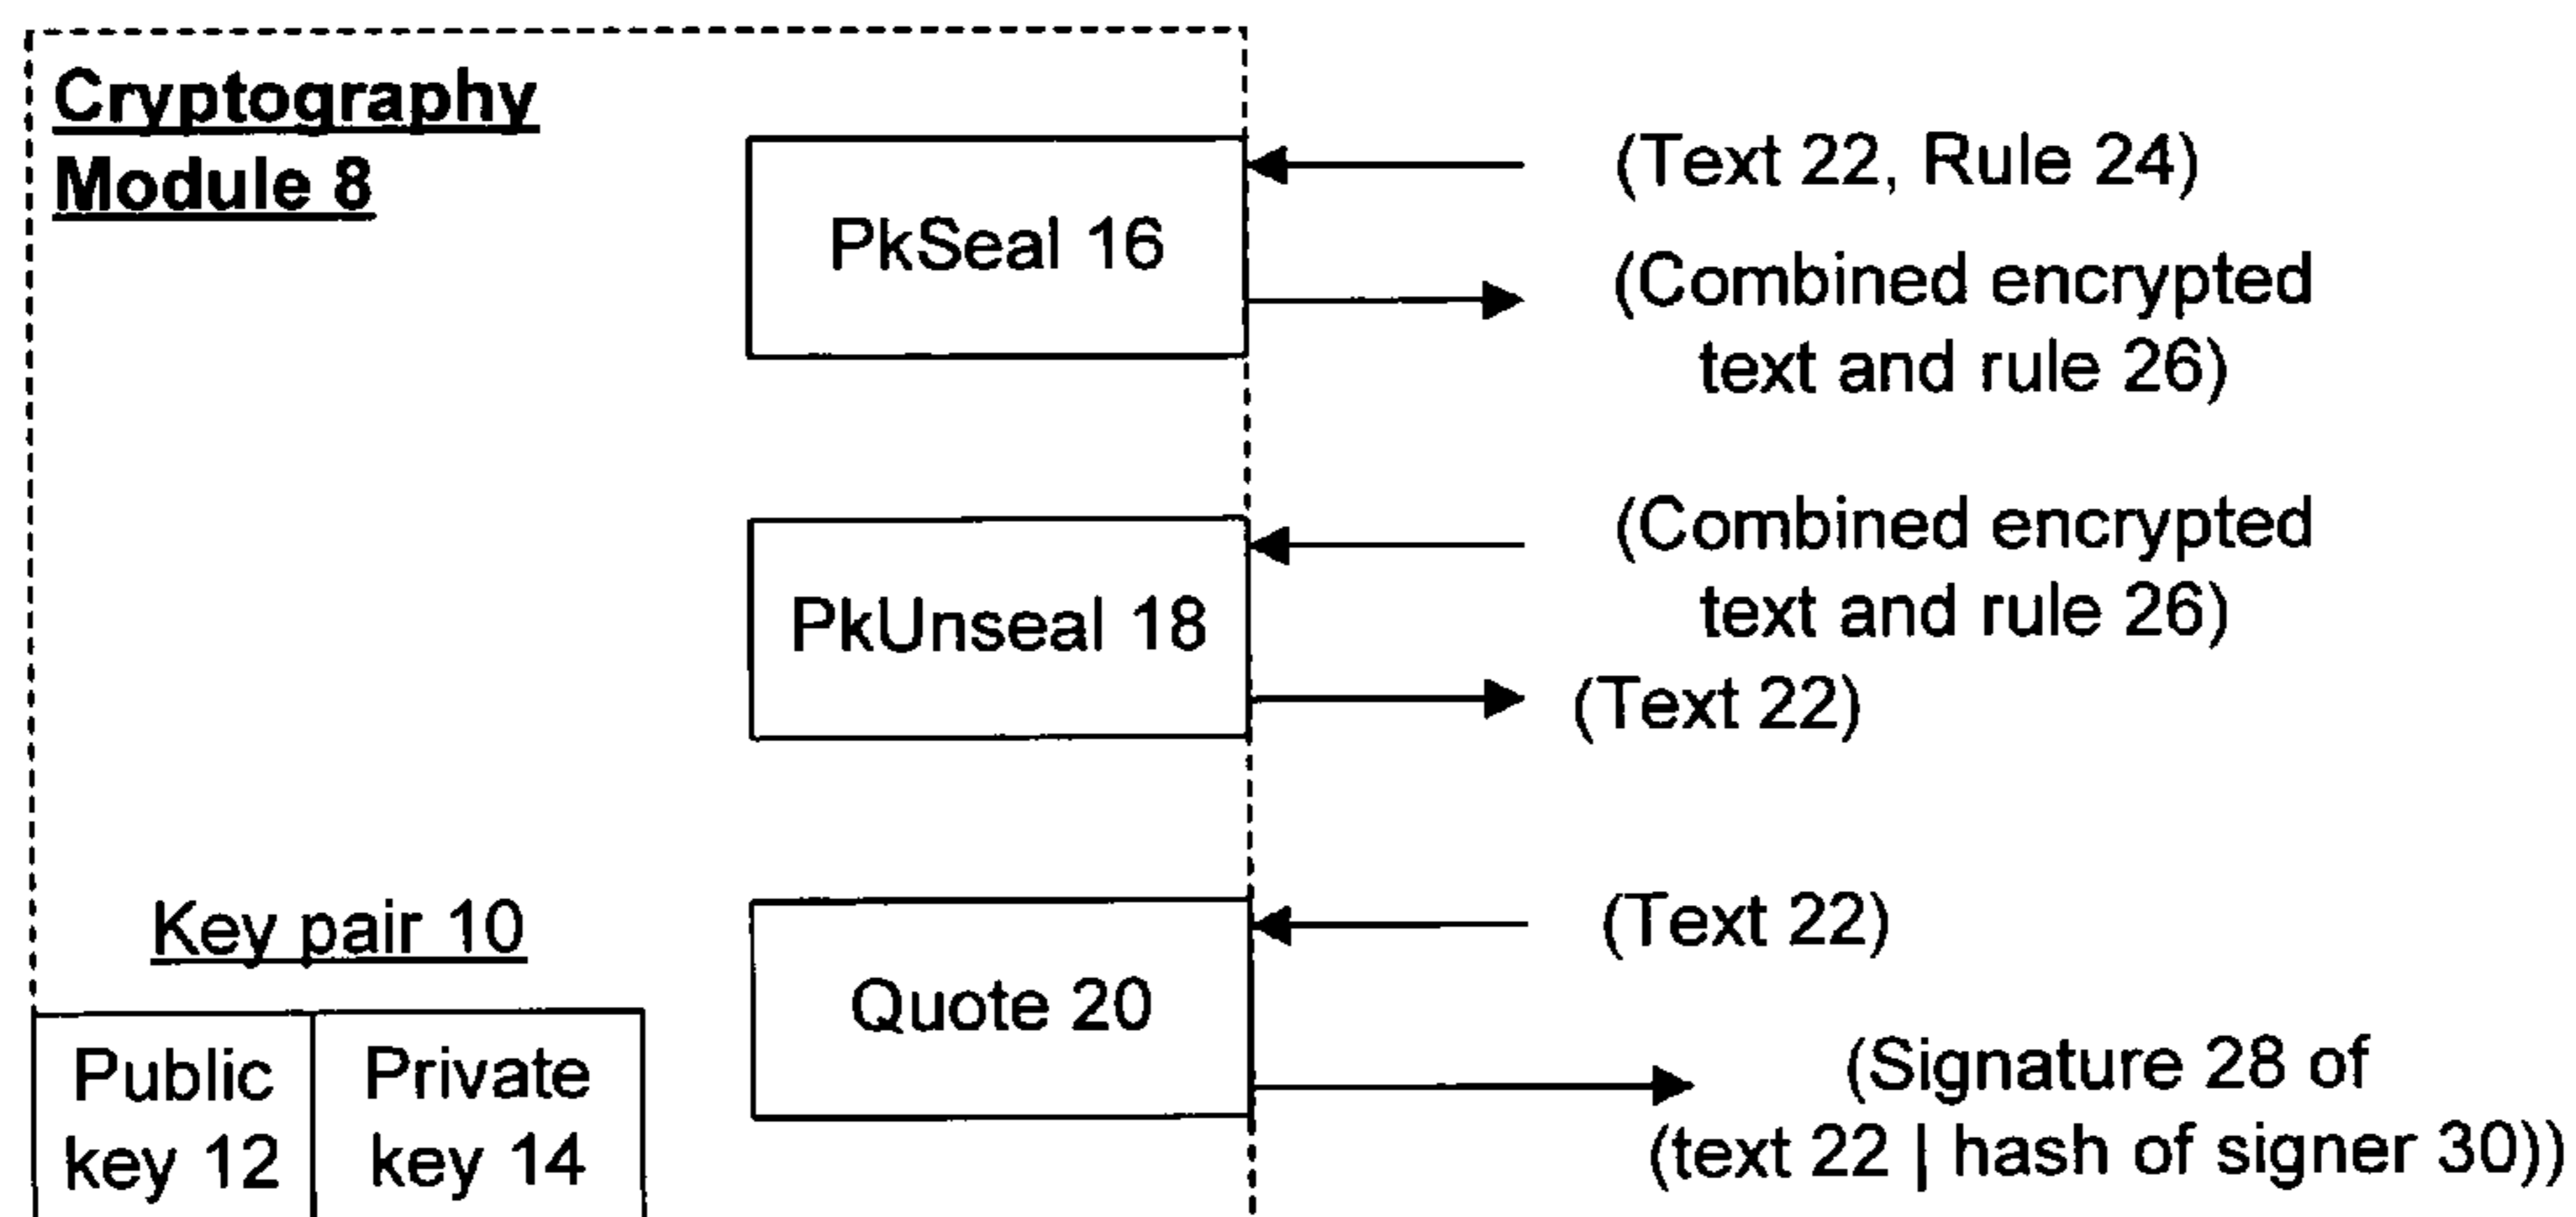 Cryptography
Module 8
PkSeal 16
(Text 22, Rule 24)
(Combined encrypted
text and rule 26)
PkUnseal 18
(Combined encrypted
text and rule 26)
(Text 22)
Key pair 10
Public
key 12
Private
key 14
Quote 20
(Text 22)
(Signature 28 of
(text 22 | hash of signer 30))